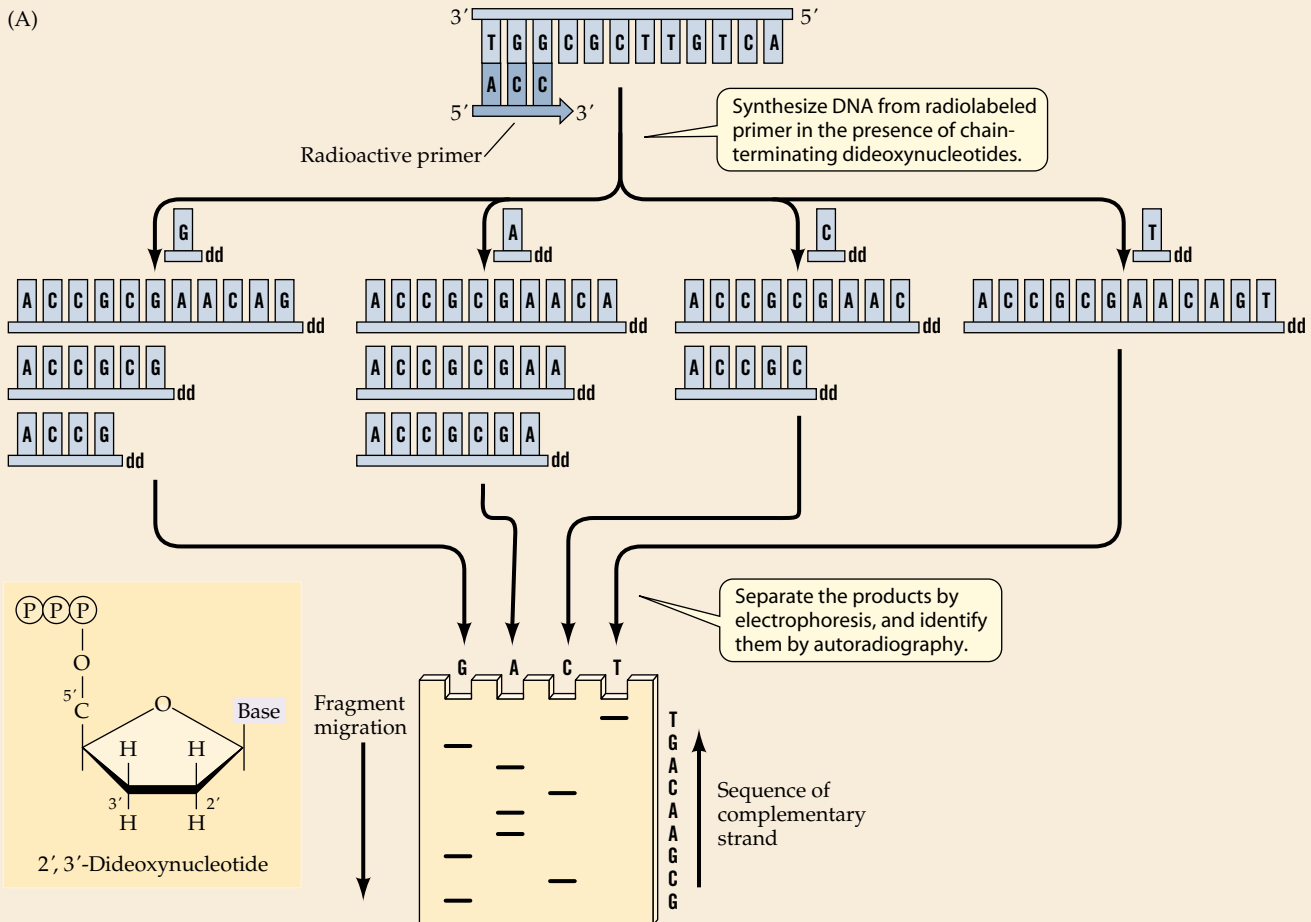 (A)
3′ 5′
T G G C G C T T G T C A
A C C
5′ 3′
Radioactive primer
Synthesize DNA from radiolabeled
primer in the presence of chain-
terminating dideoxynucleotides.
G dd
A dd
C dd
T dd
A C C G C G A A C A G dd
A C C G C G dd
A C C G dd
A C C G C G A A C A dd
A C C G C G A A dd
A C C G C G A dd
A C C G C G A A C dd
A C C G C dd
A C C G C G A A C A G T dd
Separate the products by
electrophoresis, and identify
them by autoradiography.
P P P
O
5′
C
O
Base
H H
3′ 2′
H H
2′, 3′-Dideoxynucleotide
Fragment
migration
G A C T
T
G
A
C
A
A
G
C
G
Sequence of
complementary
strand